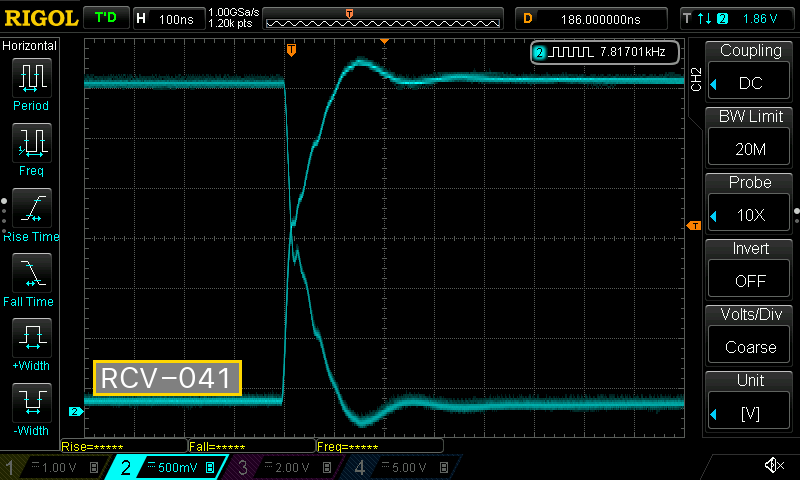 RIGOL T'D H 100ns 1.00GSa/s 1.20k pts D 186.000000ns T 2 1.86 V
Horizontal
Period
Freq
Rise Time
Fall Time
+Width
-Width
T
2 7.81701kHz
T
RCV-041
2
CH2
Coupling
DC
BW Limit
20M
Probe
10X
Invert
OFF
Volts/Div
Coarse
Unit
[V]
Rise=***** Fall=***** Freq=*****
1 1.00 V B 2 500mV B 3 2.00 V B 4 5.00 V B